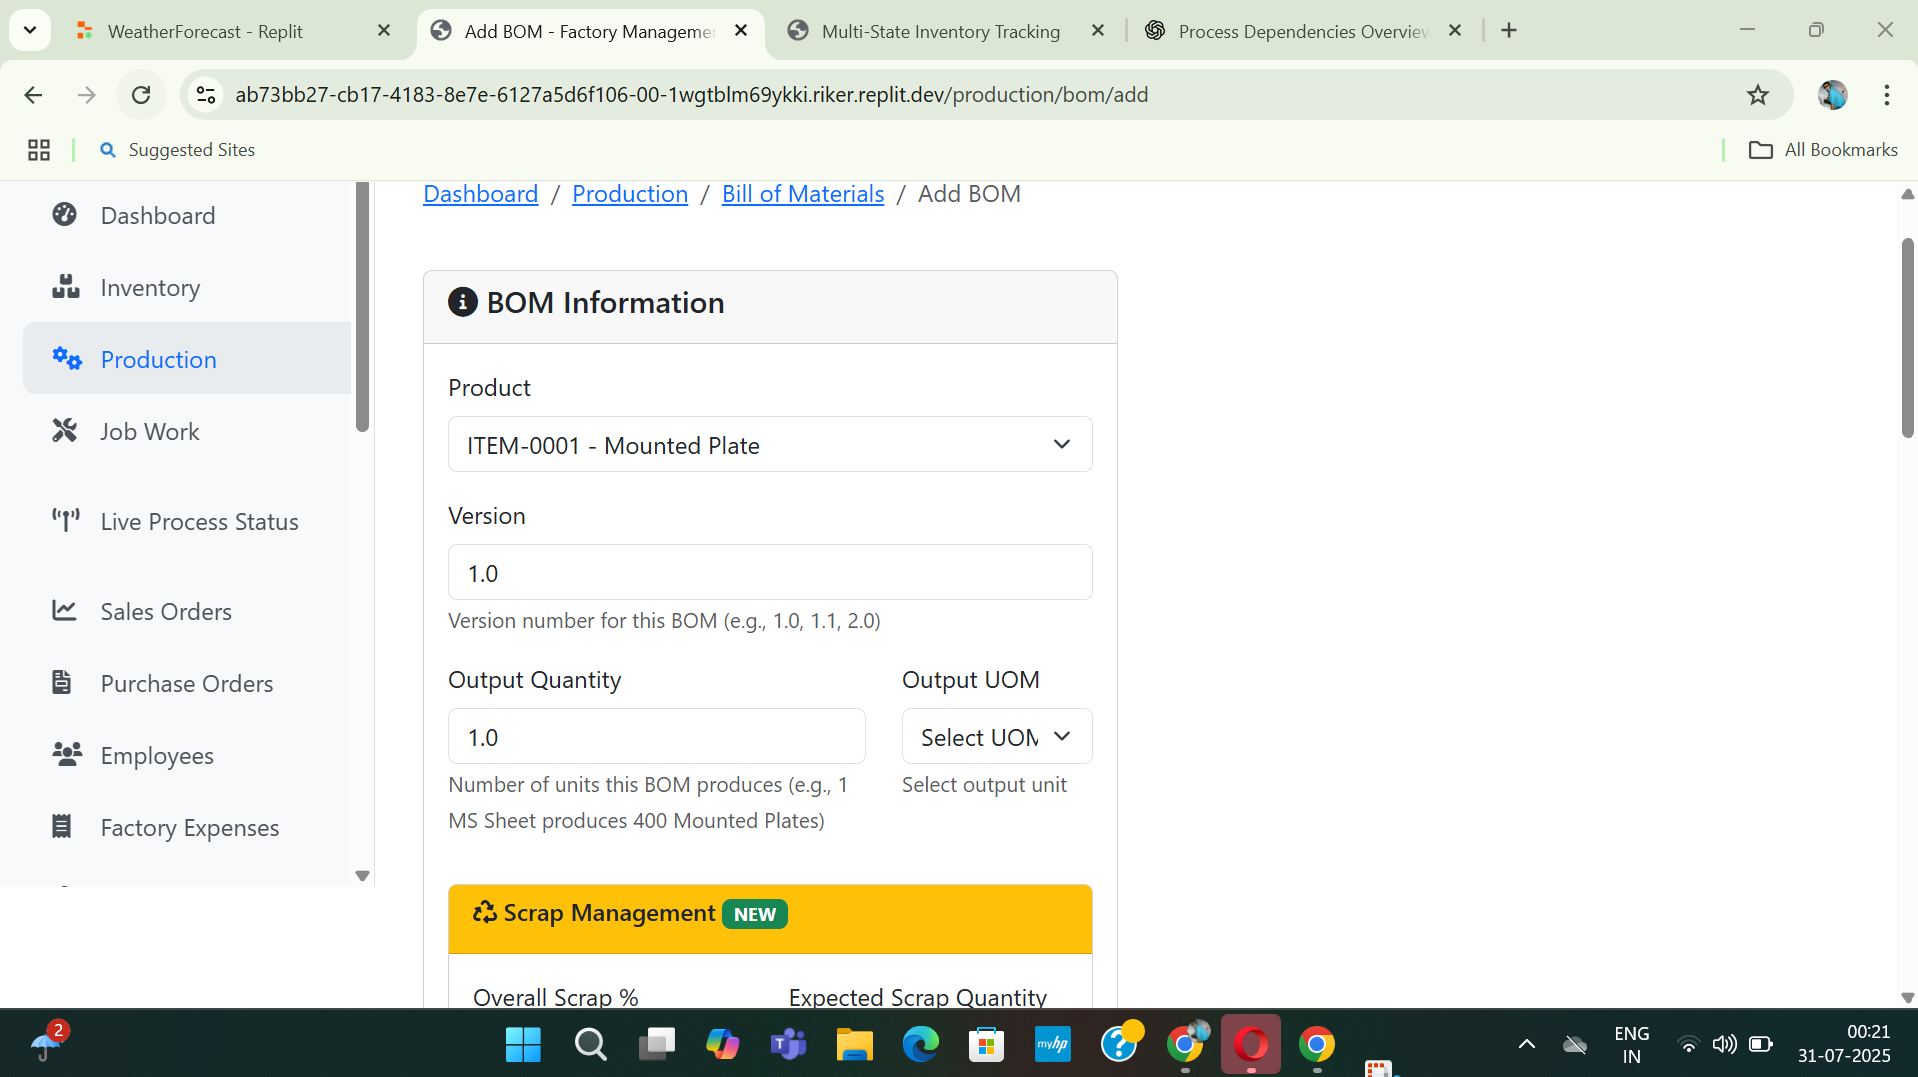 WeatherForecast - Replit
Add BOM - Factory Manageme
Multi-State Inventory Tracking
Process Dependencies Overview
ab73bb27-cb17-4183-8e7e-6127a5d6f106-00-1wgtblm69ykki.riker.replit.dev/production/bom/add
Suggested Sites
All Bookmarks
Dashboard
Inventory
Production
Job Work
Live Process Status
Sales Orders
Purchase Orders
Employees
Factory Expenses
Dashboard / Production / Bill of Materials / Add BOM
BOM Information
Product
ITEM-0001 - Mounted Plate
Version
1.0
Version number for this BOM (e.g., 1.0, 1.1, 2.0)
Output Quantity
Output UOM
1.0
Select UOM
Number of units this BOM produces (e.g., 1
MS Sheet produces 400 Mounted Plates)
Select output unit
Scrap Management NEW
Overall Scrap %
Expected Scrap Quantity
2
myhp
ENG
IN
00:21
31-07-2025